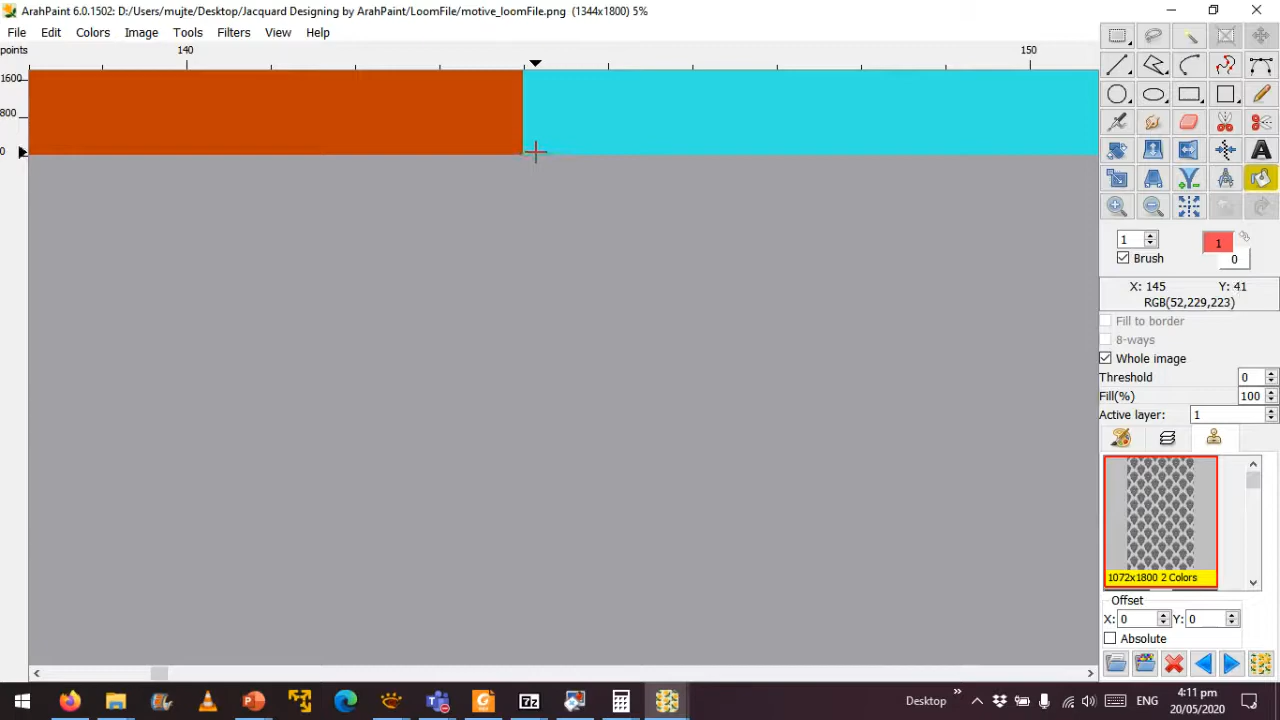 ArahPaint 6.0.1502: D:/Users/mujte/Desktop/Jacquard Designing by ArahPaint/LoomFile/motive_loomFile.png (1344x1800) 5%
File Edit Colors Image Tools Filters View Help
points 140 150
1600
800
0
1
Brush
1
0
X: 145 Y: 41
RGB(52,229,223)
Fill to border
8-ways
Whole image
Threshold 0
Fill(%) 100
Active layer: 1
1072x1800 2 Colors
Offset
X: 0 Y: 0
Absolute
Desktop » ENG 4:11 pm
20/05/2020